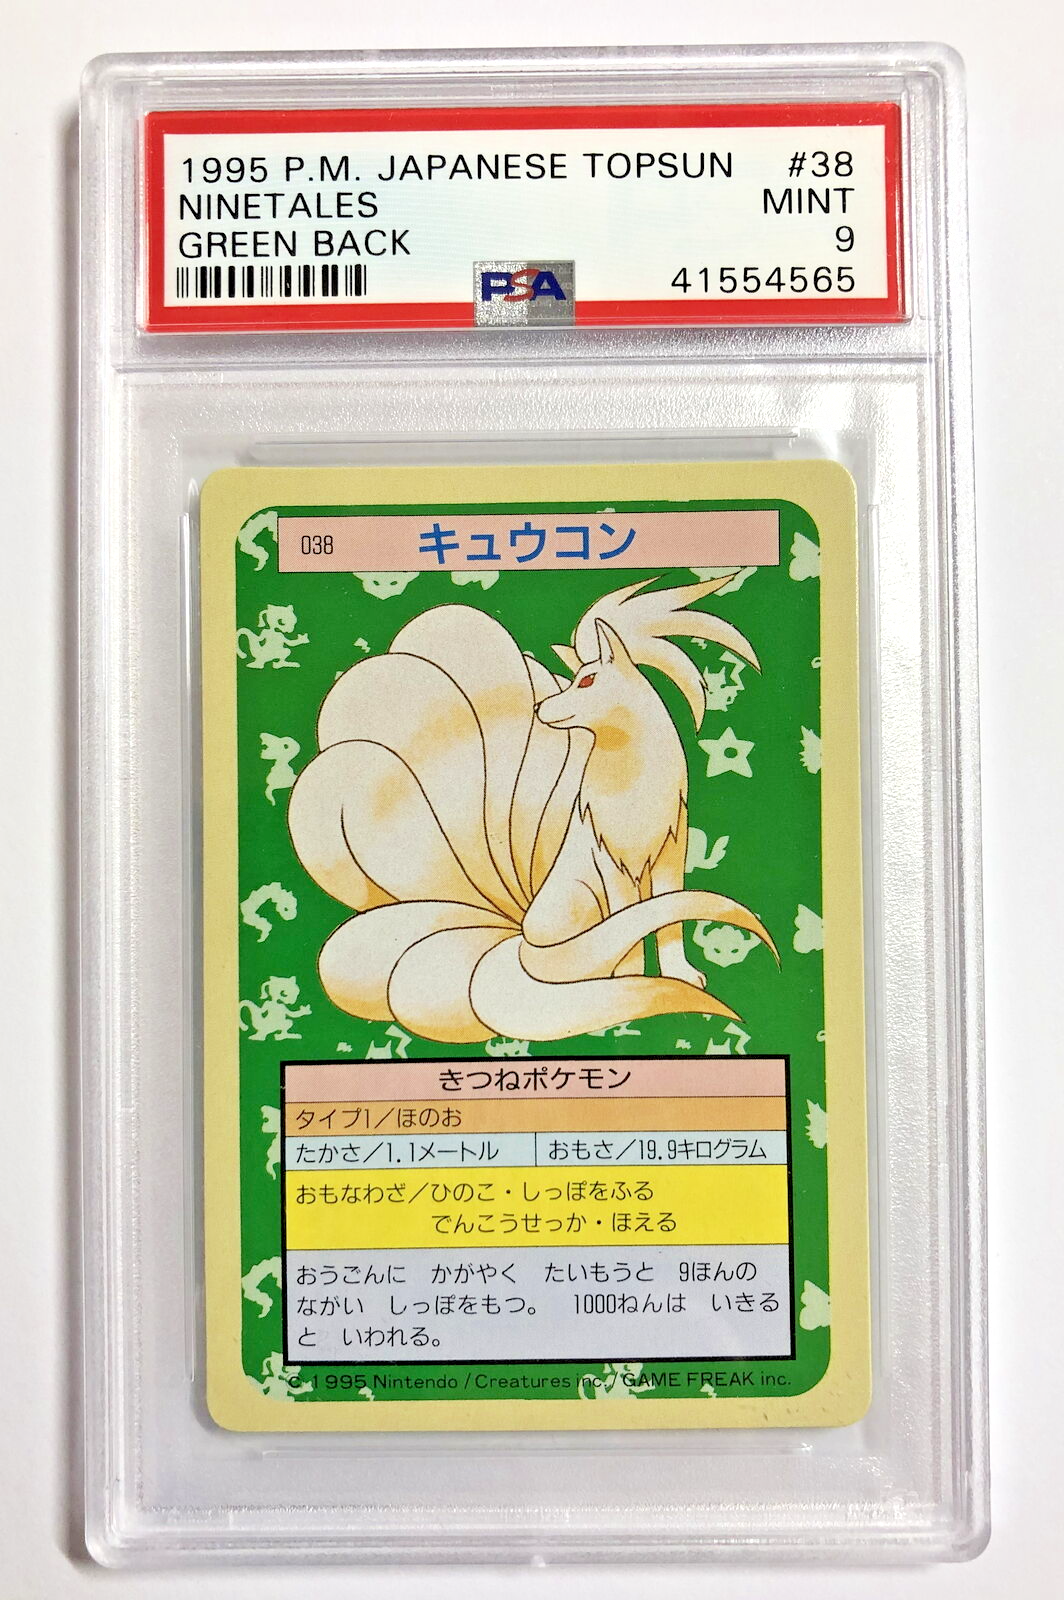 1995 P.M. JAPANESE TOPSUN #38
NINETALES MINT
GREEN BACK 9
PSA 41554565
038 キュウコン
きつねポケモン
タイプ1/ほのお
たかさ/1.1メートル おもさ/19.9キログラム
おもなわざ/ひのこ・しっぽをふる
でんこうせっか・ほえる
おうごんに かがやく たいもうと 9ほんの
ながい しっぽをもつ。 1000ねんは いきる
と いわれる。
© 1995 Nintendo/Creatures inc./GAME FREAK inc.